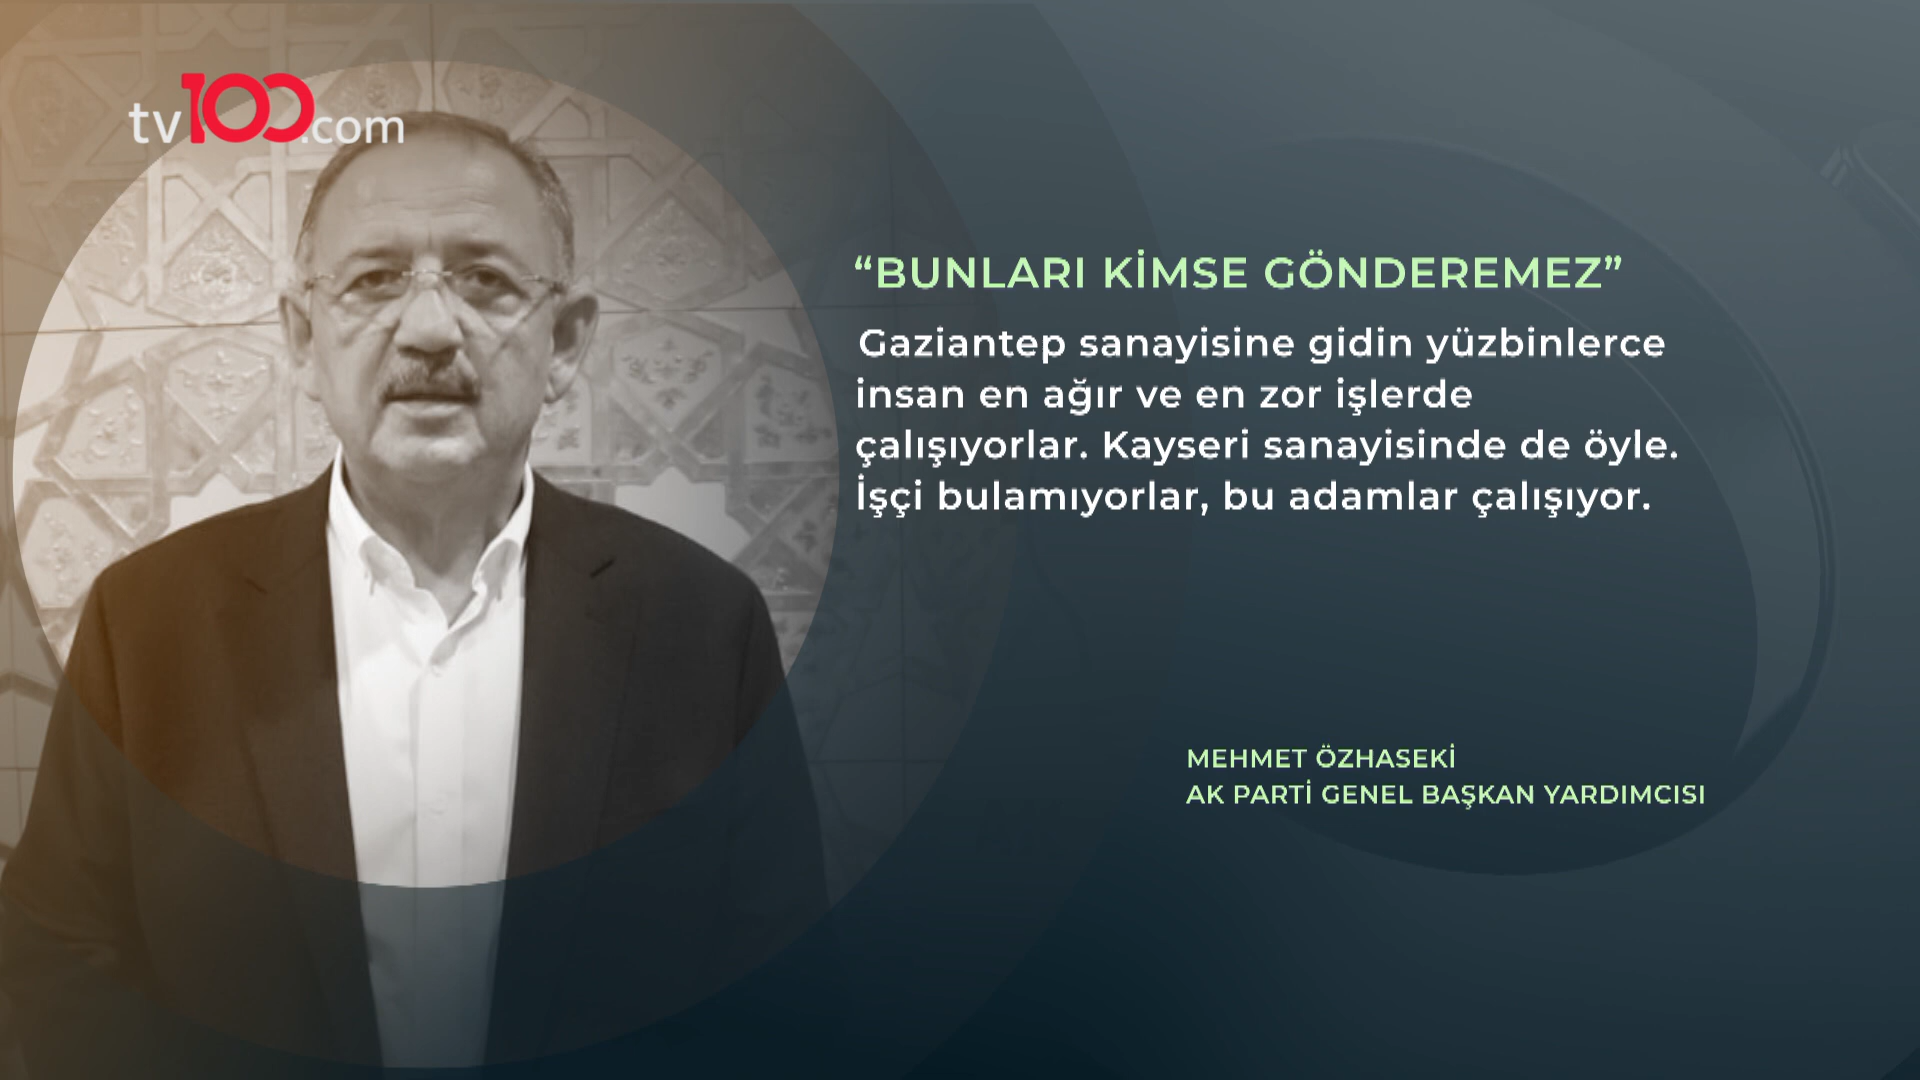 tv100.com
“BUNLARI KİMSE GÖNDEREMEZ”
Gaziantep sanayisine gidin yüzbinlerce
insan en ağır ve en zor işlerde
çalışıyorlar. Kayseri sanayisinde de öyle.
İşçi bulamıyorlar, bu adamlar çalışıyor.
MEHMET ÖZHASEKİ
AK PARTİ GENEL BAŞKAN YARDIMCISI